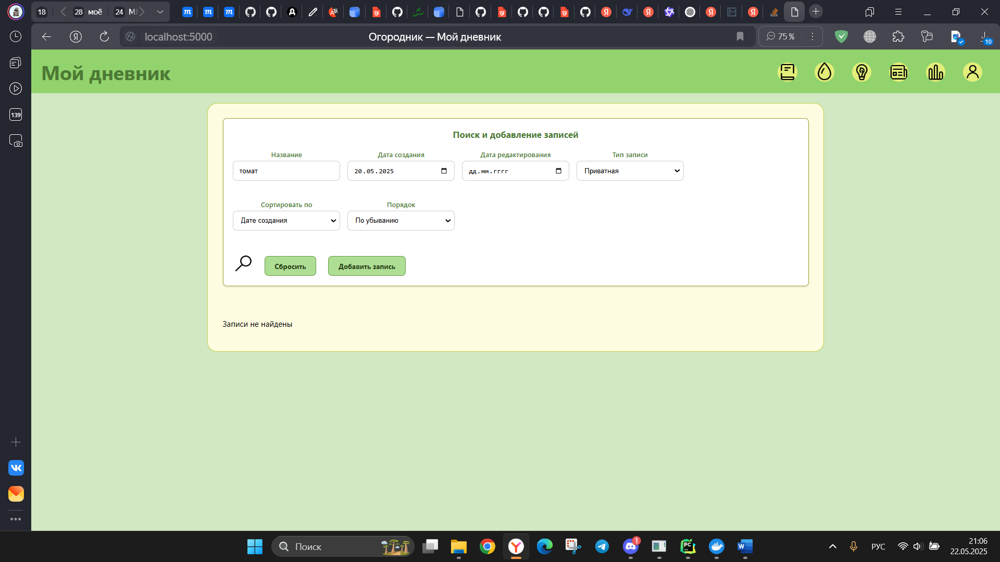 18
28 моё
24 МЛ
localhost:5000
Огородник — Мой дневник
75 %
10
139
Мой дневник
Поиск и добавление записей
Название
Дата создания
Дата редактирования
Тип записи
томат
20.05.2025
дд.мм.гггг
Приватная
Сортировать по
Порядок
Дате создания
По убыванию
Сбросить
Добавить запись
Записи не найдены
Поиск
1
РУС
21:06
22.05.2025